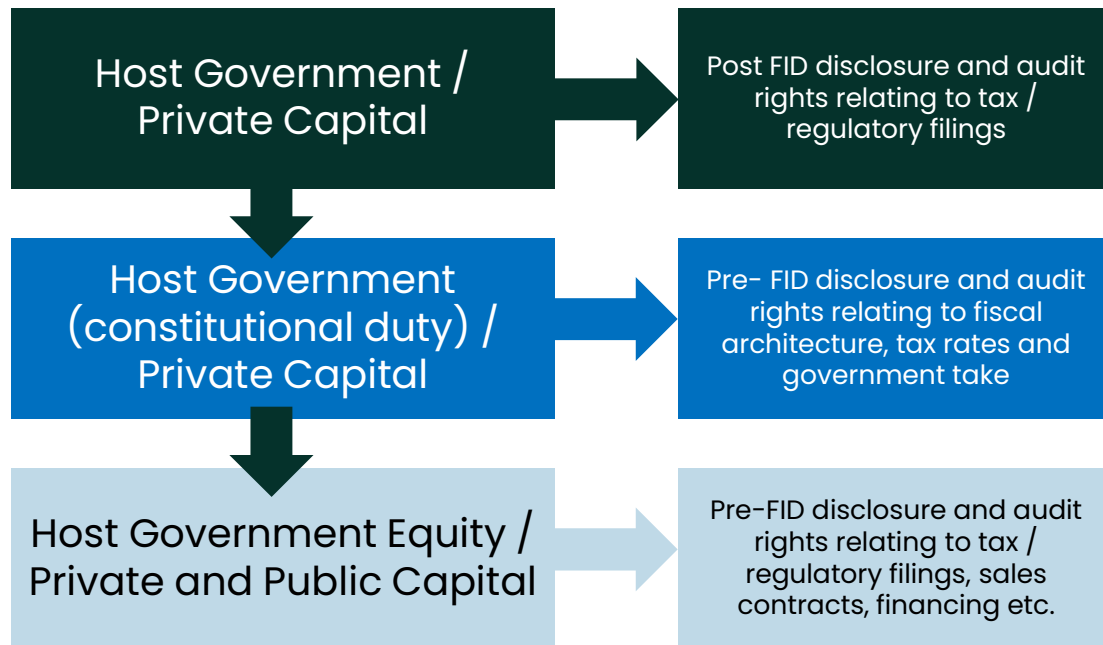 Host Government /
Private Capital
Post FID disclosure and audit
rights relating to tax /
regulatory filings
Host Government
(constitutional duty) /
Private Capital
Pre- FID disclosure and audit
rights relating to fiscal
architecture, tax rates and
government take
Host Government Equity /
Private and Public Capital
Pre-FID disclosure and audit
rights relating to tax /
regulatory filings, sales
contracts, financing etc.